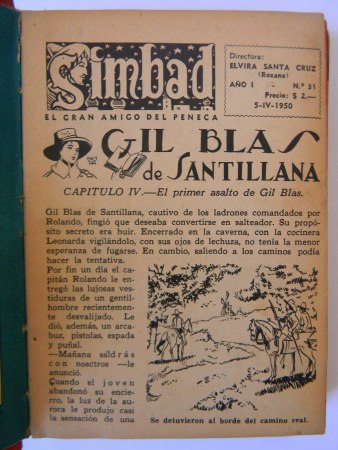 Simbad
EL GRAN AMIGO DEL PENECA
Directora:
ELVIRA SANTA CRUZ
(Roxane)
AÑO I - N.º 31
Precio: $ 2,—
5-IV-1950
GIL BLAS
de SANTILLANA
CAPITULO IV.—El primer asalto de Gil Blas.
Gil Blas de Santillana, cautivo de los ladrones comandados por
Rolando, fingió que deseaba convertirse en salteador. Su propó-
sito secreto era huir. Encerrado en la caverna, con la cocinera
Leonarda vigilándolo, con sus ojos de lechuza, no tenía la menor
esperanza de fugarse. En cambio, saliendo a los caminos podía
hacer la tentativa.
Por fin un día el ca-
pitán Rolando le en-
tregó las lujosas ves-
tiduras de un gentil-
hombre recientemen-
te desvalijado. Le
dió, además, un arca-
buz, pistolas, espada
y puñal.
—Mañana saldrás
con nosotros —le
anunció.
Cuando el joven
abandonó su encie-
rro, la luz de la au-
rora le produjo casi
la sensación de una
Se detuvieron al borde del camino real.